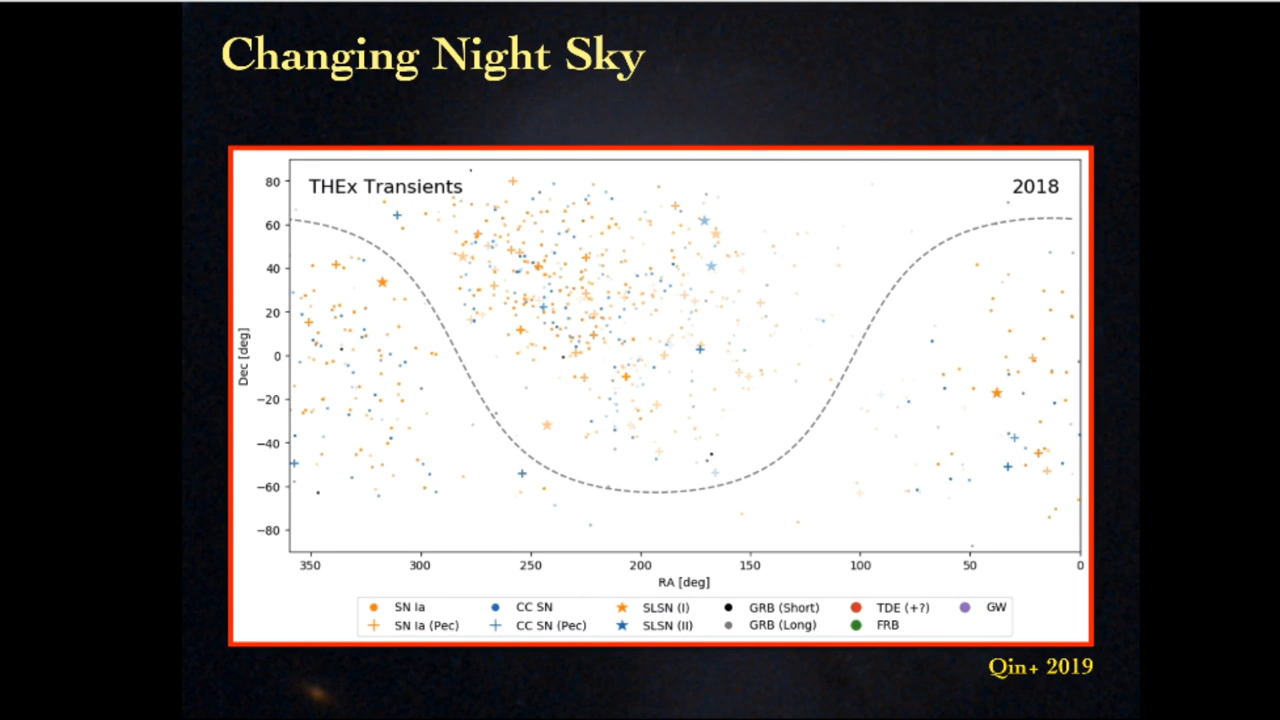 Changing Night Sky
THEx Transients
2018
80
60
40
20
0
−20
−40
−60
−80
Dec [deg]
350
300
250
200
150
100
50
0
RA [deg]
SN Ia
CC SN
SLSN (I)
GRB (Short)
TDE (+?)
GW
SN Ia (Pec)
CC SN (Pec)
SLSN (II)
GRB (Long)
FRB
Qin+ 2019